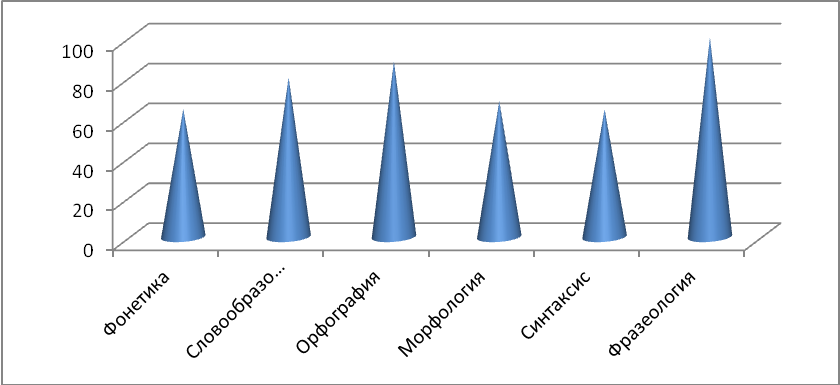 100
80
60
40
20
0
Фонетика
Словообразо...
Орфография
Морфология
Синтаксис
Фразеология